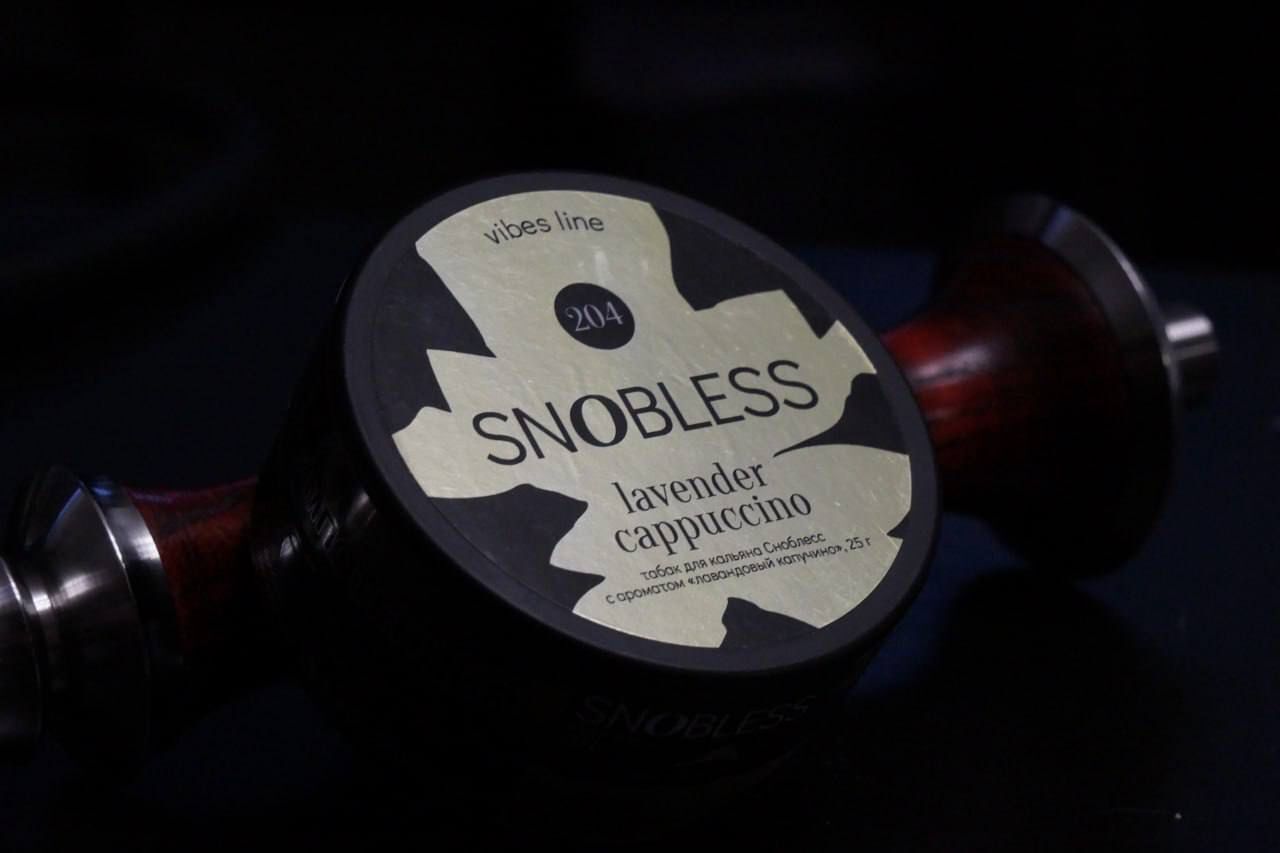 vibes line
204
SNOBLESS
lavender
cappuccino
табак для кальяна Сноблесс
с ароматом «лавандовый капучино», 25 г
SNOBLESS